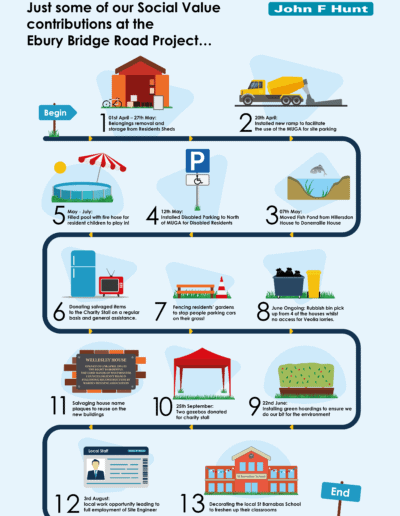 Just some of our Social Value
contributions at the
Ebury Bridge Road Project...
John F Hunt
Begin
1
01st April - 27th May:
Belongings removal and
storage from Residents Sheds
2
20th April:
Installed new ramp to facilitate
the use of the MUGA for site parking
3
07th May:
Moved Fish Pond from Hillersdon
House to Doneraille House
4
12th May:
Installed Disabled Parking to North
of MUGA for Disabled Residents
P
5
May - July:
Filled pool with fire hose for
resident children to play in!
6
Donating salvaged items
to the Charity Stall on a regular
basis and general assistance.
7
Fencing residents' gardens
to stop people parking cars
on their grass!
8
June Ongoing: Rubbish bin pick
up from 4 of the houses whilst
no access for Veolia lorries.
9
22nd June:
Installing green hoardings to ensure we
do our bit for the environment
10
25th September:
Two gazebos donated
for charity stall
11
Salvaging house name
plaques to reuse on the
new buildings
WELLESLEY HOUSE
12
Local Staff
3rd August:
local work opportunity leading to
full employment of Site Engineer
13
St Barnabas School
Decorating the local St Barnabas School
to freshen up their classrooms
End